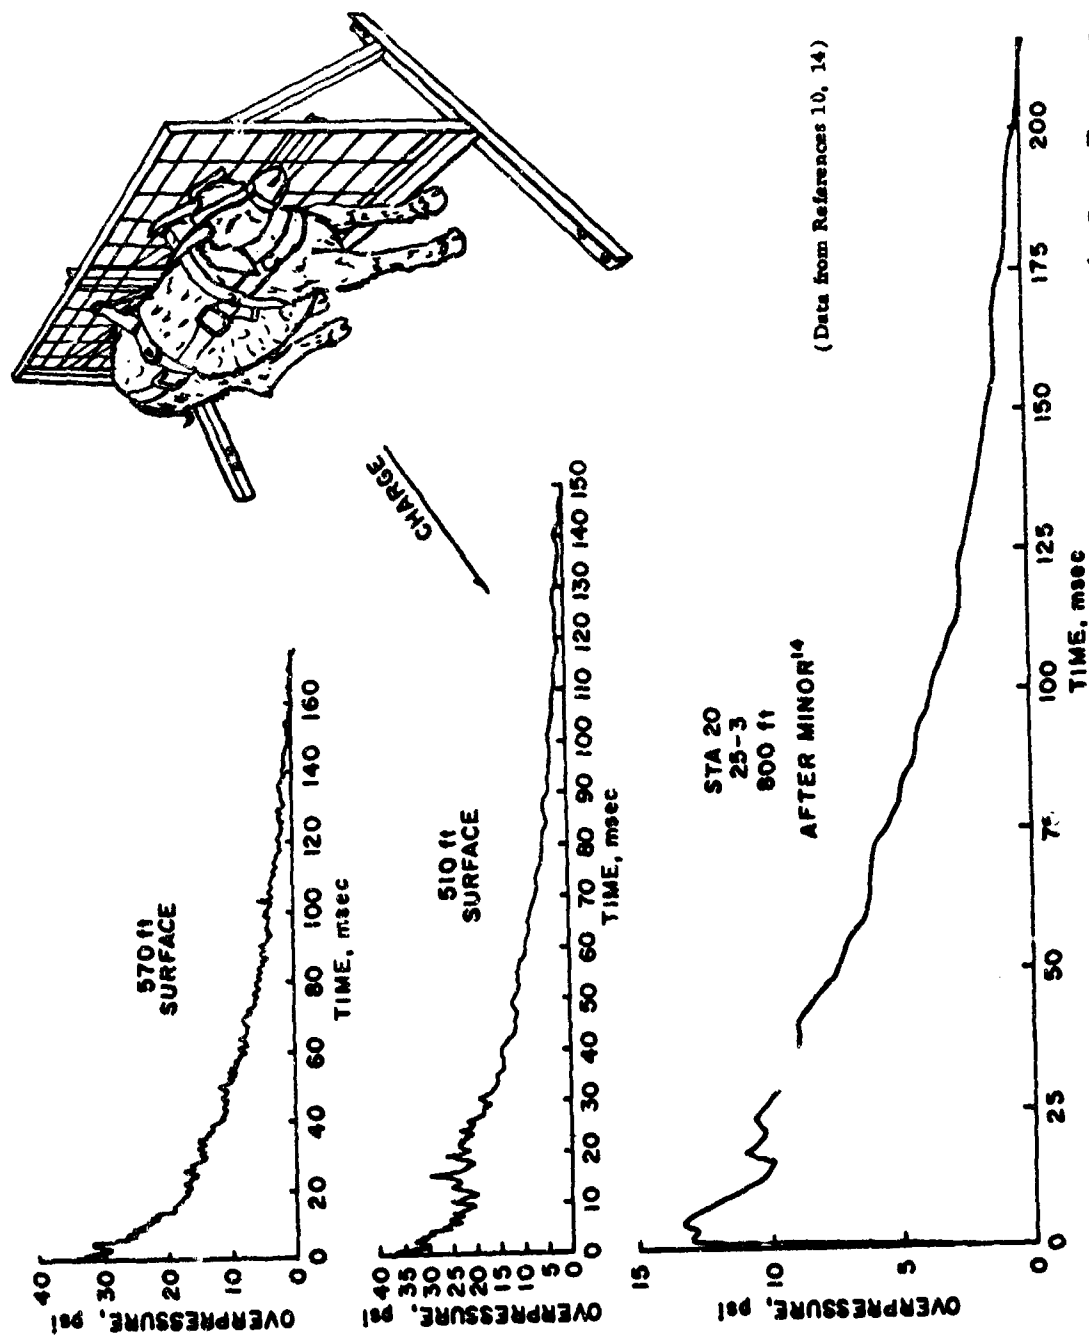 570 ft
SURFACE
OVERPRESSURE, psi
40
30
20
10
0
0 20 40 60 80 100 120 140 160
TIME, msec
510 ft
SURFACE
OVERPRESSURE, psi
40
35
30
25
20
15
10
5
0
0 10 20 30 40 50 60 70 80 90 100 110 120 130 140 150
TIME, msec
CHARGE
STA 20
25-3
800 ft
AFTER MINOR¹⁴
OVERPRESSURE, psi
15
10
5
0
0 25 50 75 100 125 150 175 200
TIME, msec
(Data from References 10, 14)